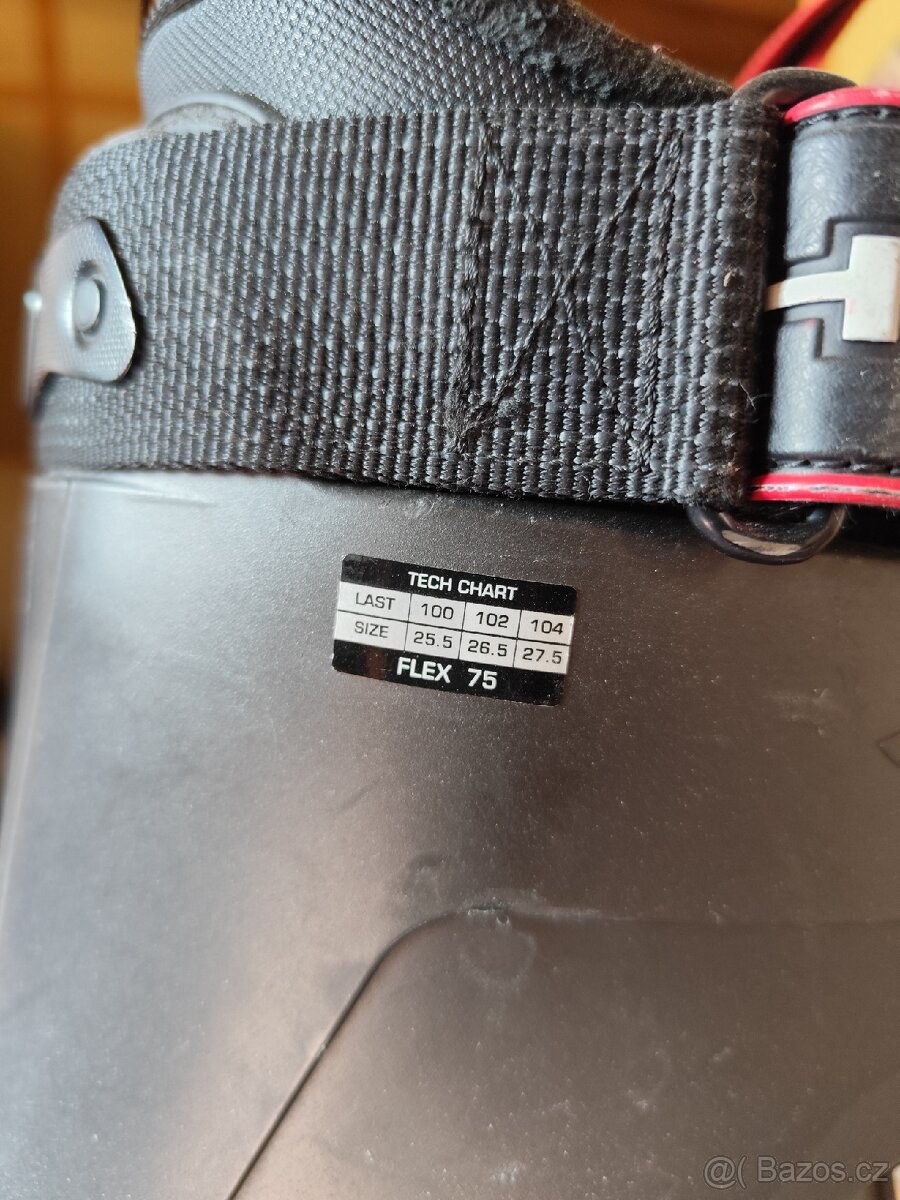 TECH CHART
LAST 100 102 104
SIZE 25.5 26.5 27.5
FLEX 75
@( Bazos.cz